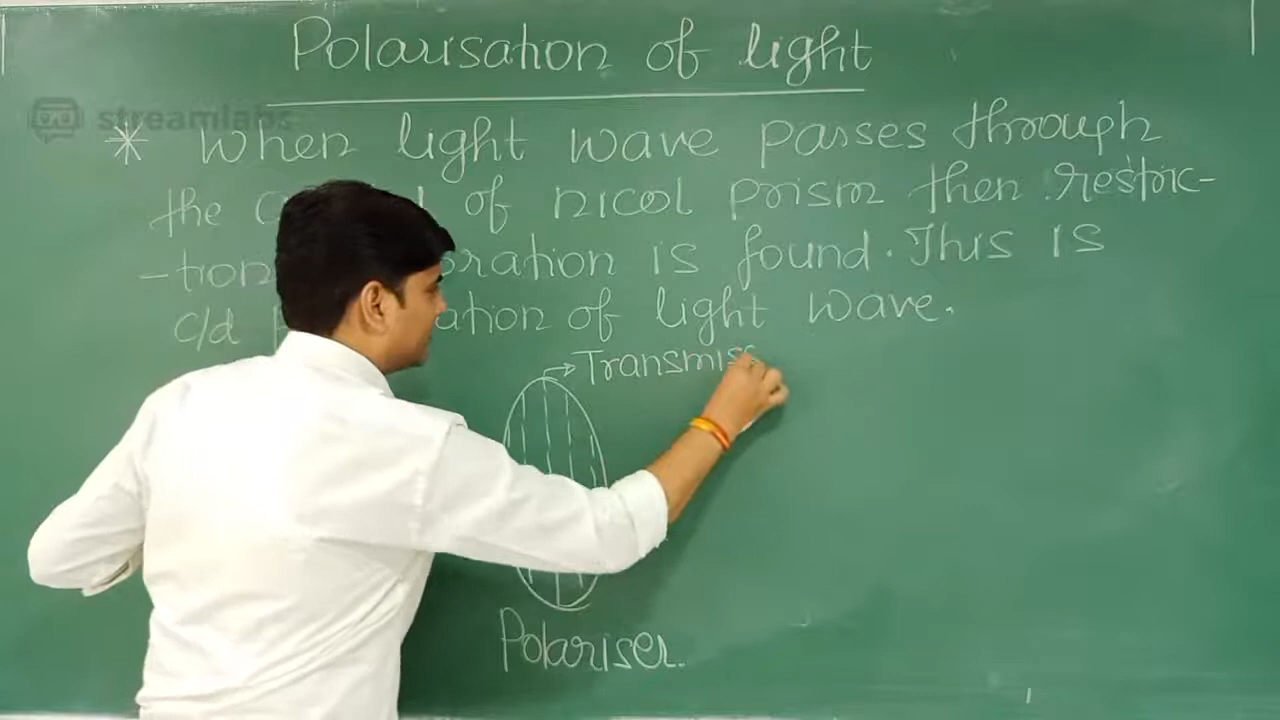 Polarisation of light
streamlabs
* When light wave passes through
the of nicol prism then restric-
-tion is found. This is
c/d of light wave.
→ Transmiss
Polariser.